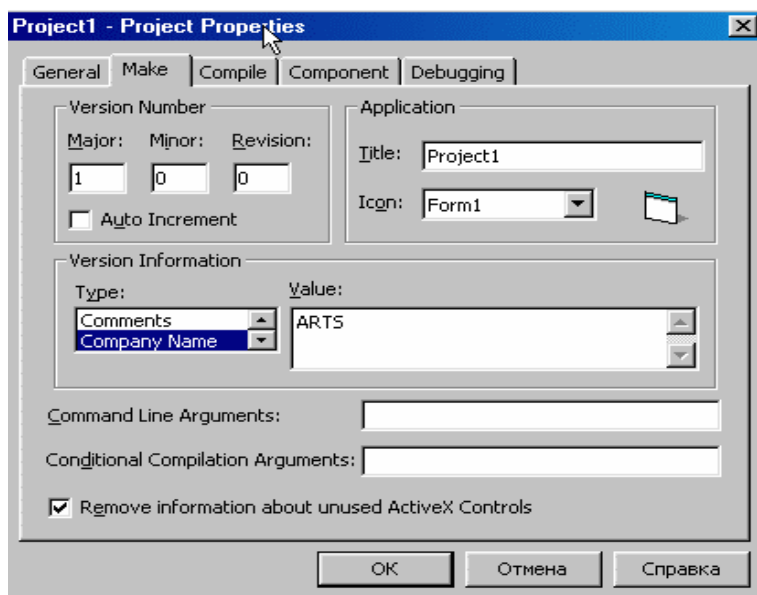 Project1 - Project Properties
General Make Compile Component Debugging
Version Number
Major: Minor: Revision:
1 0 0
Auto Increment
Application
Title: Project1
Icon: Form1
Version Information
Type: Value:
Comments
Company Name
ARTS
Command Line Arguments:
Conditional Compilation Arguments:
Remove information about unused ActiveX Controls
OK Отмена Справка